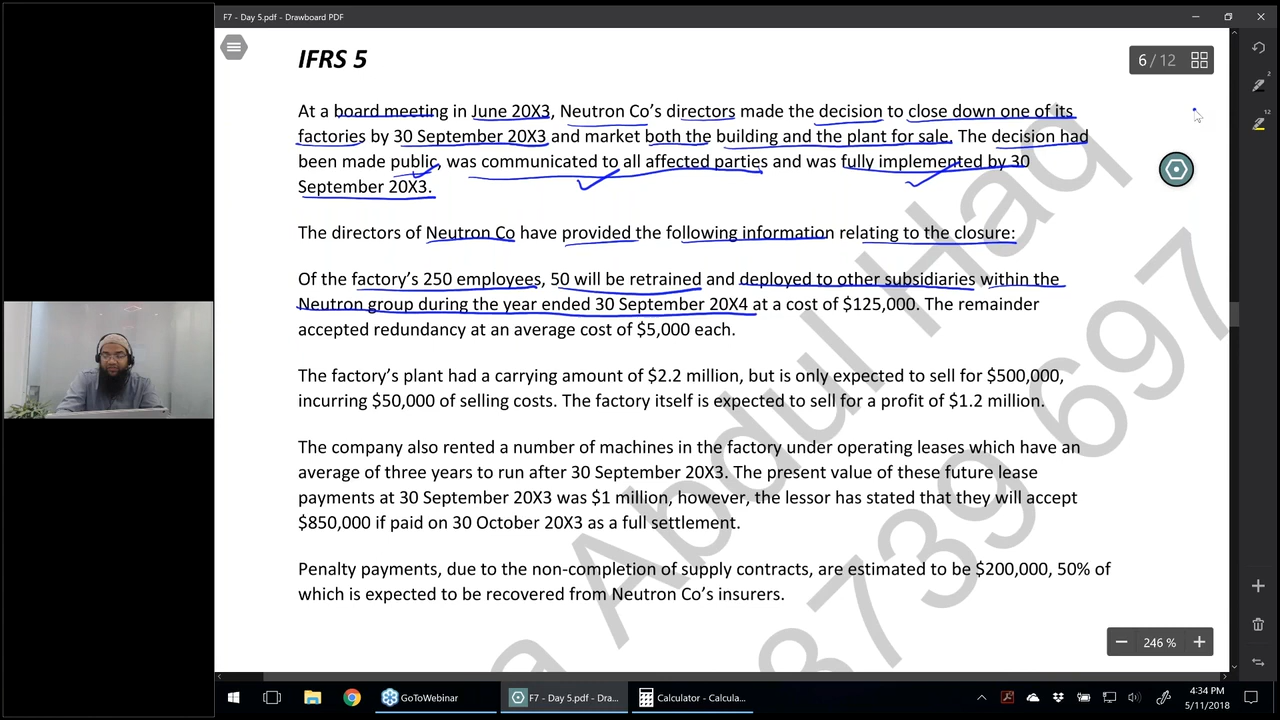 F7 - Day 5.pdf - Drawboard PDF
IFRS 5
6 / 12
At a board meeting in June 20X3, Neutron Co's directors made the decision to close down one of its
factories by 30 September 20X3 and market both the building and the plant for sale. The decision had
been made public, was communicated to all affected parties and was fully implemented by 30
September 20X3.
The directors of Neutron Co have provided the following information relating to the closure:
Of the factory's 250 employees, 50 will be retrained and deployed to other subsidiaries within the
Neutron group during the year ended 30 September 20X4 at a cost of $125,000. The remainder
accepted redundancy at an average cost of $5,000 each.
The factory's plant had a carrying amount of $2.2 million, but is only expected to sell for $500,000,
incurring $50,000 of selling costs. The factory itself is expected to sell for a profit of $1.2 million.
The company also rented a number of machines in the factory under operating leases which have an
average of three years to run after 30 September 20X3. The present value of these future lease
payments at 30 September 20X3 was $1 million, however, the lessor has stated that they will accept
$850,000 if paid on 30 October 20X3 as a full settlement.
Penalty payments, due to the non-completion of supply contracts, are estimated to be $200,000, 50% of
which is expected to be recovered from Neutron Co's insurers.
a Abdul Haq
8739 697
2
12
246 %
GoToWebinar
F7 - Day 5.pdf - Dra...
Calculator - Calcula...
4:34 PM
5/11/2018